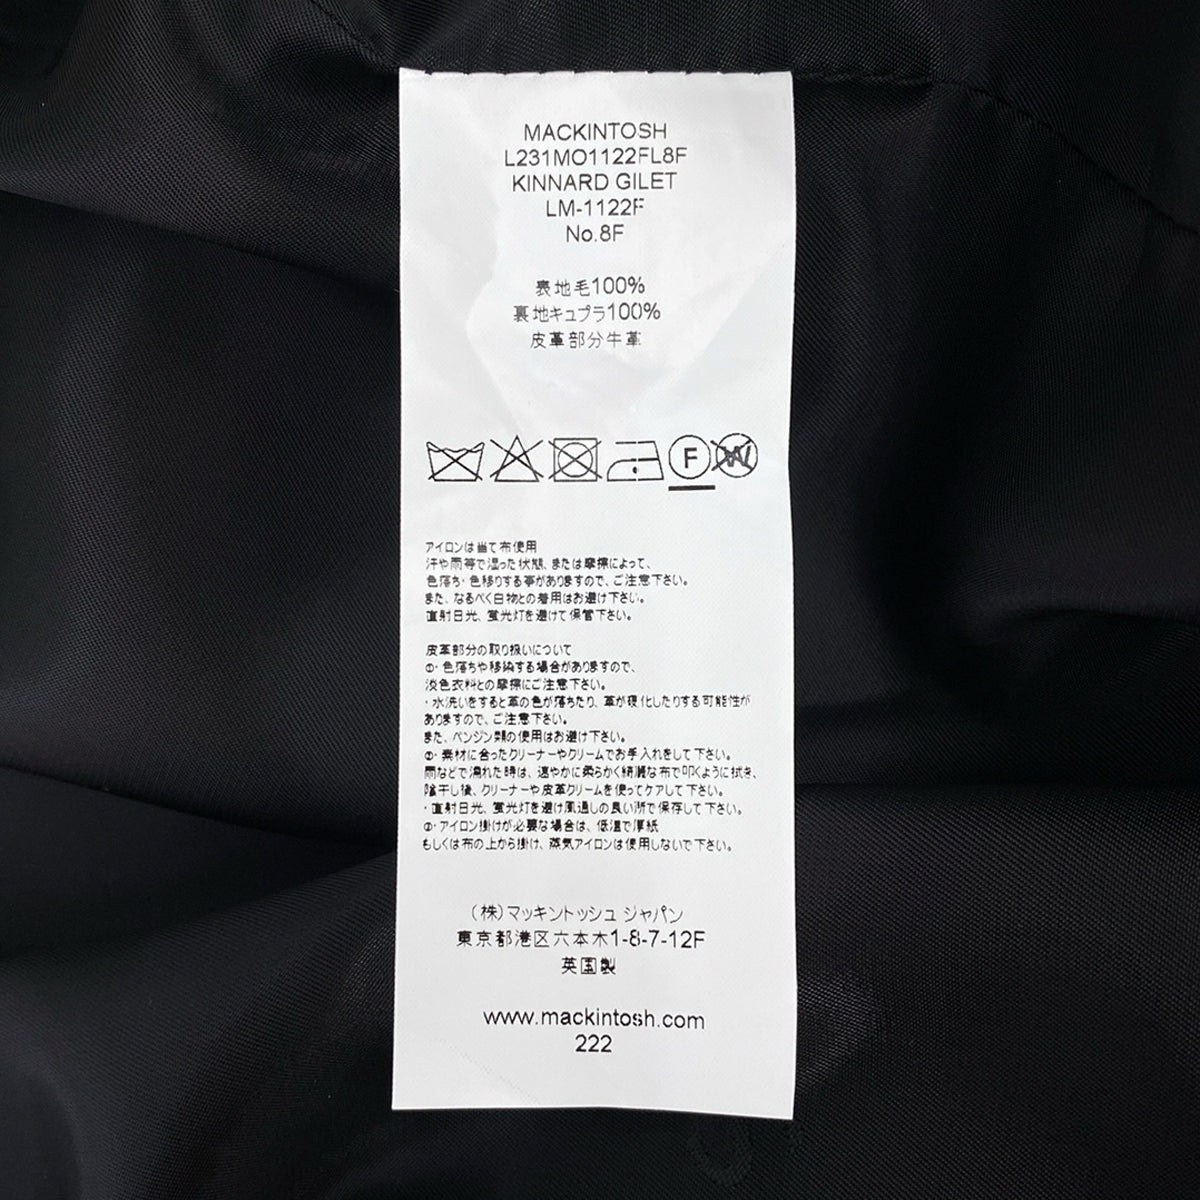 MACKINTOSH
L231MO1122FL8F
KINNARD GILET
LM-1122F
No.8F
表地毛100%
裏地キュプラ100%
皮革部分牛革
F W
アイロンは当て布使用
汗や雨等で湿った状態、または摩擦によって、
色落ち・色移りする事がありますので、ご注意下さい。
また、なるべく白物との着用はお避け下さい。
直射日光、蛍光灯を避けて保管下さい。
皮革部分の取り扱いについて
①・色落ちや移染する場合がありますので、
淡色衣料との摩擦にご注意下さい。
・水洗いをすると革の色が落ちたり、革が硬化したりする可能性が
ありますので、ご注意下さい。
また、ベンジン類の使用はお避け下さい。
②・素材に合ったクリーナーやクリームでお手入れをして下さい。
雨などで濡れた時は、速やかに柔らかく綺麗な布で叩くように拭き、
陰干し後、クリーナーや皮革クリームを使ってケアして下さい。
・直射日光、蛍光灯を避け風通しの良い所で保存して下さい。
③・アイロン掛けが必要な場合は、低温で厚紙
もしくは布の上から掛け、蒸気アイロンは使用しないで下さい。
(株)マッキントッシュ ジャパン
東京都港区六本木1-8-7-12F
英国製
www.mackintosh.com
222